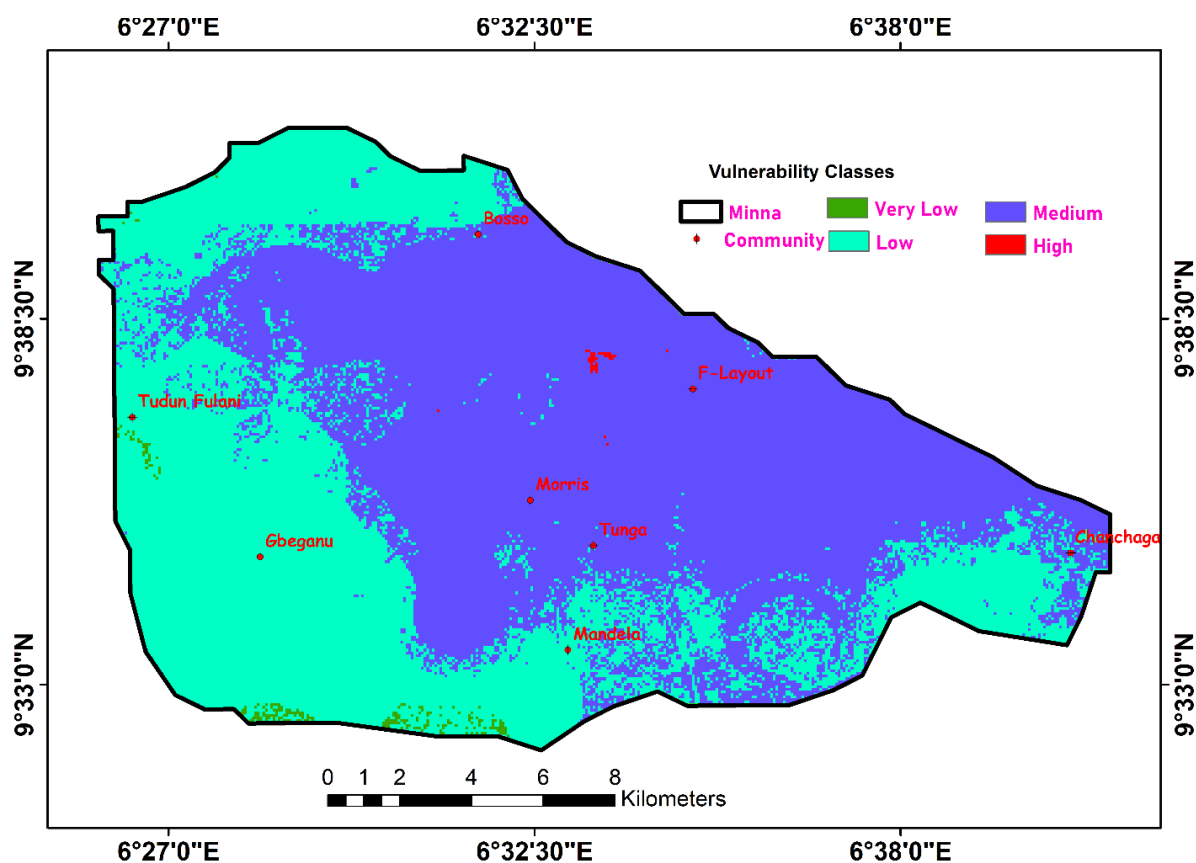 6°27'0"E 6°32'30"E 6°38'0"E
Vulnerability Classes
Minna Very Low Medium
Community Low High
Bosso
9°38'30"N 9°38'30"N
F-Layout
Tudun Fulani
Morris
Tunga
Chanchaga
Gbeganu
Mandela
9°33'0"N 9°33'0"N
0 1 2 4 6 8
Kilometers
6°27'0"E 6°32'30"E 6°38'0"E